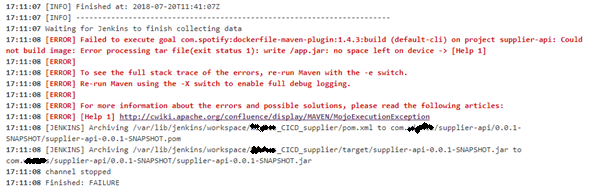 17:11:07 [INFO] Finished at: 2018-07-20T11:41:07Z
17:11:07 [INFO] ------------------------------------------------------------------------
17:11:07 Waiting for Jenkins to finish collecting data
17:11:08 [ERROR] Failed to execute goal com.spotify:dockerfile-maven-plugin:1.4.3:build (default-cli) on project supplier-api: Could
not build image: Error processing tar file(exit status 1): write /app.jar: no space left on device -> [Help 1]
17:11:08 [ERROR]
17:11:08 [ERROR] To see the full stack trace of the errors, re-run Maven with the -e switch.
17:11:08 [ERROR] Re-run Maven using the -X switch to enable full debug logging.
17:11:08 [ERROR]
17:11:08 [ERROR] For more information about the errors and possible solutions, please read the following articles:
17:11:08 [ERROR] [Help 1] http://cwiki.apache.org/confluence/display/MAVEN/MojoExecutionException
17:11:08 [JENKINS] Archiving /var/lib/jenkins/workspace/ _CICD_supplier/pom.xml to com. /supplier-api/0.0.1-
SNAPSHOT/supplier-api-0.0.1-SNAPSHOT.pom
17:11:08 [JENKINS] Archiving /var/lib/jenkins/workspace/ _CICD_supplier/target/supplier-api-0.0.1-SNAPSHOT.jar to
com. s/supplier-api/0.0.1-SNAPSHOT/supplier-api-0.0.1-SNAPSHOT.jar
17:11:08 channel stopped
17:11:08 Finished: FAILURE